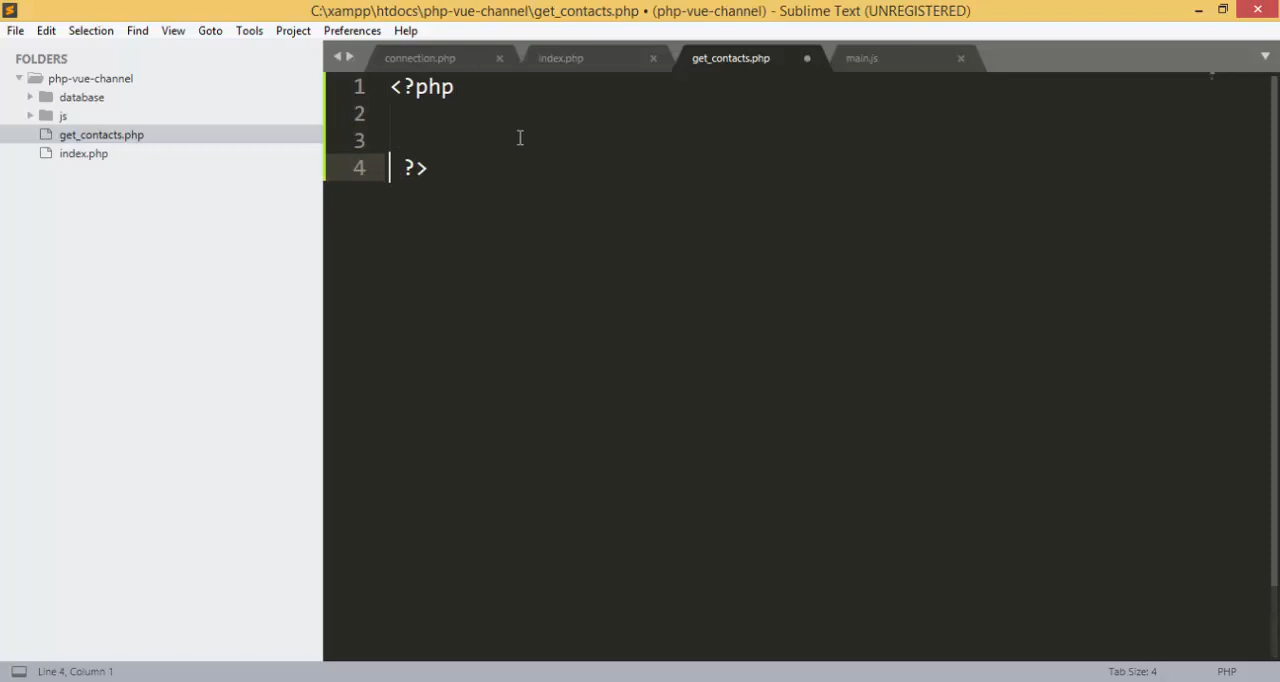 C:\xampp\htdocs\php-vue-channel\get_contacts.php • (php-vue-channel) - Sublime Text (UNREGISTERED)
File Edit Selection Find View Goto Tools Project Preferences Help
FOLDERS
php-vue-channel
database
js
get_contacts.php
index.php
connection.php index.php get_contacts.php main.js
1 <?php
2
3
4 ?>
Line 4, Column 1 Tab Size: 4 PHP